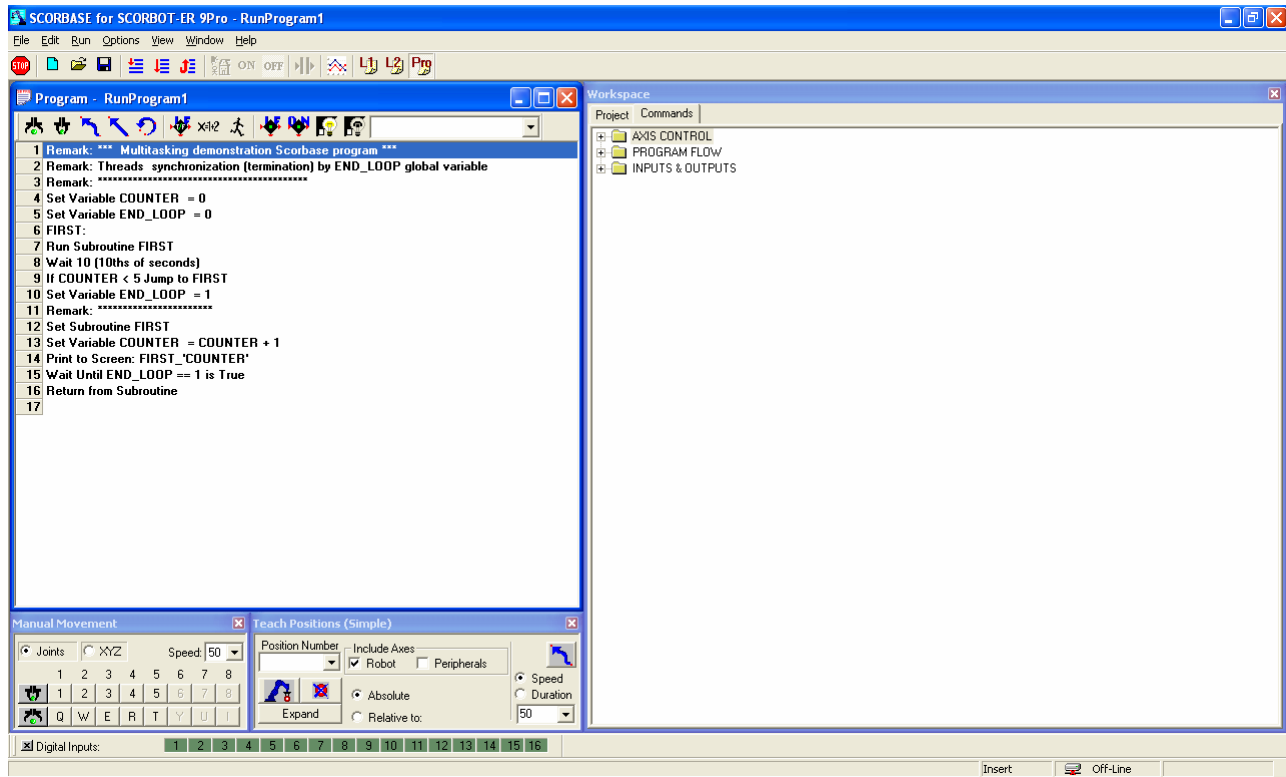 SCORBASE for SCORBOT-ER 9Pro - RunProgram1
File Edit Run Options View Window Help
STOP ON OFF L1 L2 Pro
Program - RunProgram1
X=1+2
1 Remark: *** Multitasking demonstration Scorbase program ***
2 Remark: Threads synchronization (termination) by END_LOOP global variable
3 Remark: ******************************************
4 Set Variable COUNTER = 0
5 Set Variable END_LOOP = 0
6 FIRST:
7 Run Subroutine FIRST
8 Wait 10 (10ths of seconds)
9 If COUNTER < 5 Jump to FIRST
10 Set Variable END_LOOP = 1
11 Remark: ***********************
12 Set Subroutine FIRST
13 Set Variable COUNTER = COUNTER + 1
14 Print to Screen: FIRST_'COUNTER'
15 Wait Until END_LOOP == 1 is True
16 Return from Subroutine
17
Workspace
Project Commands
AXIS CONTROL
PROGRAM FLOW
INPUTS & OUTPUTS
Manual Movement
Joints XYZ Speed: 50
1 2 3 4 5 6 7 8
1 2 3 4 5 6 7 8
Q W E R T Y U I
Teach Positions (Simple)
Position Number
Include Axes
Robot Peripherals
Expand
Absolute
Relative to:
Speed
Duration
50
Digital Inputs: 1 2 3 4 5 6 7 8 9 10 11 12 13 14 15 16
Insert Off-Line